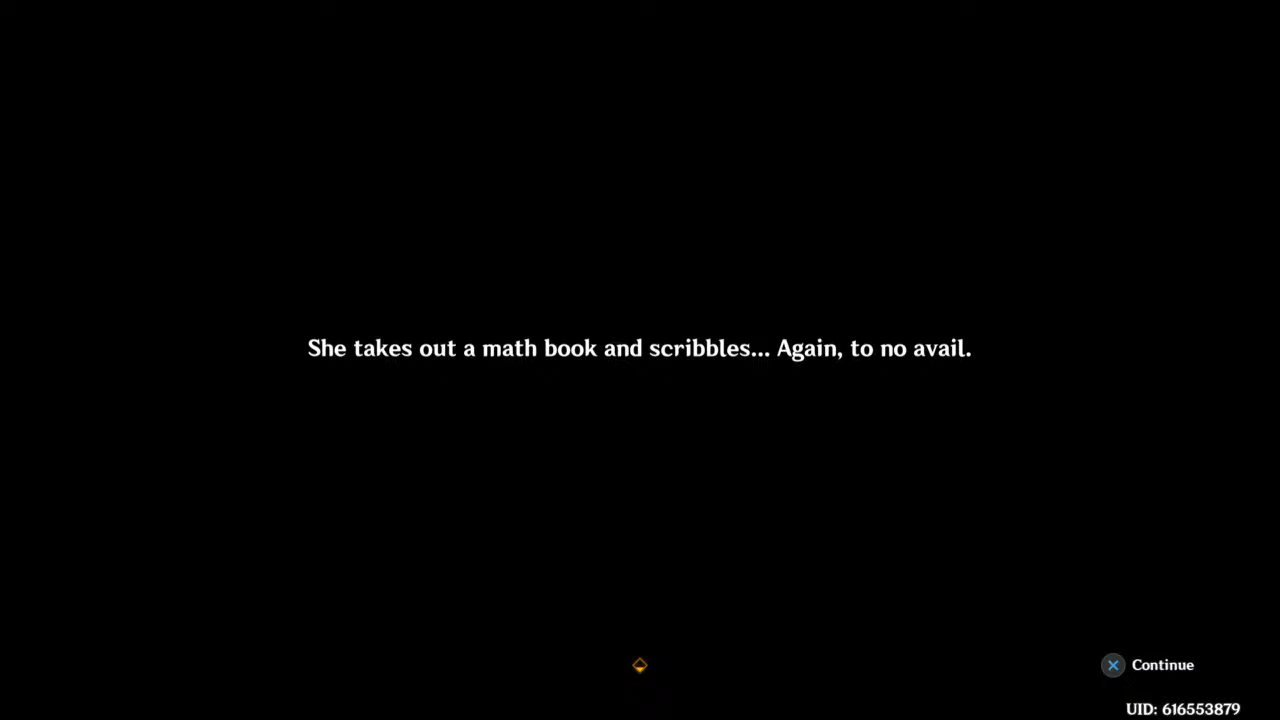 She takes out a math book and scribbles... Again, to no avail.
Continue
UID: 616553879